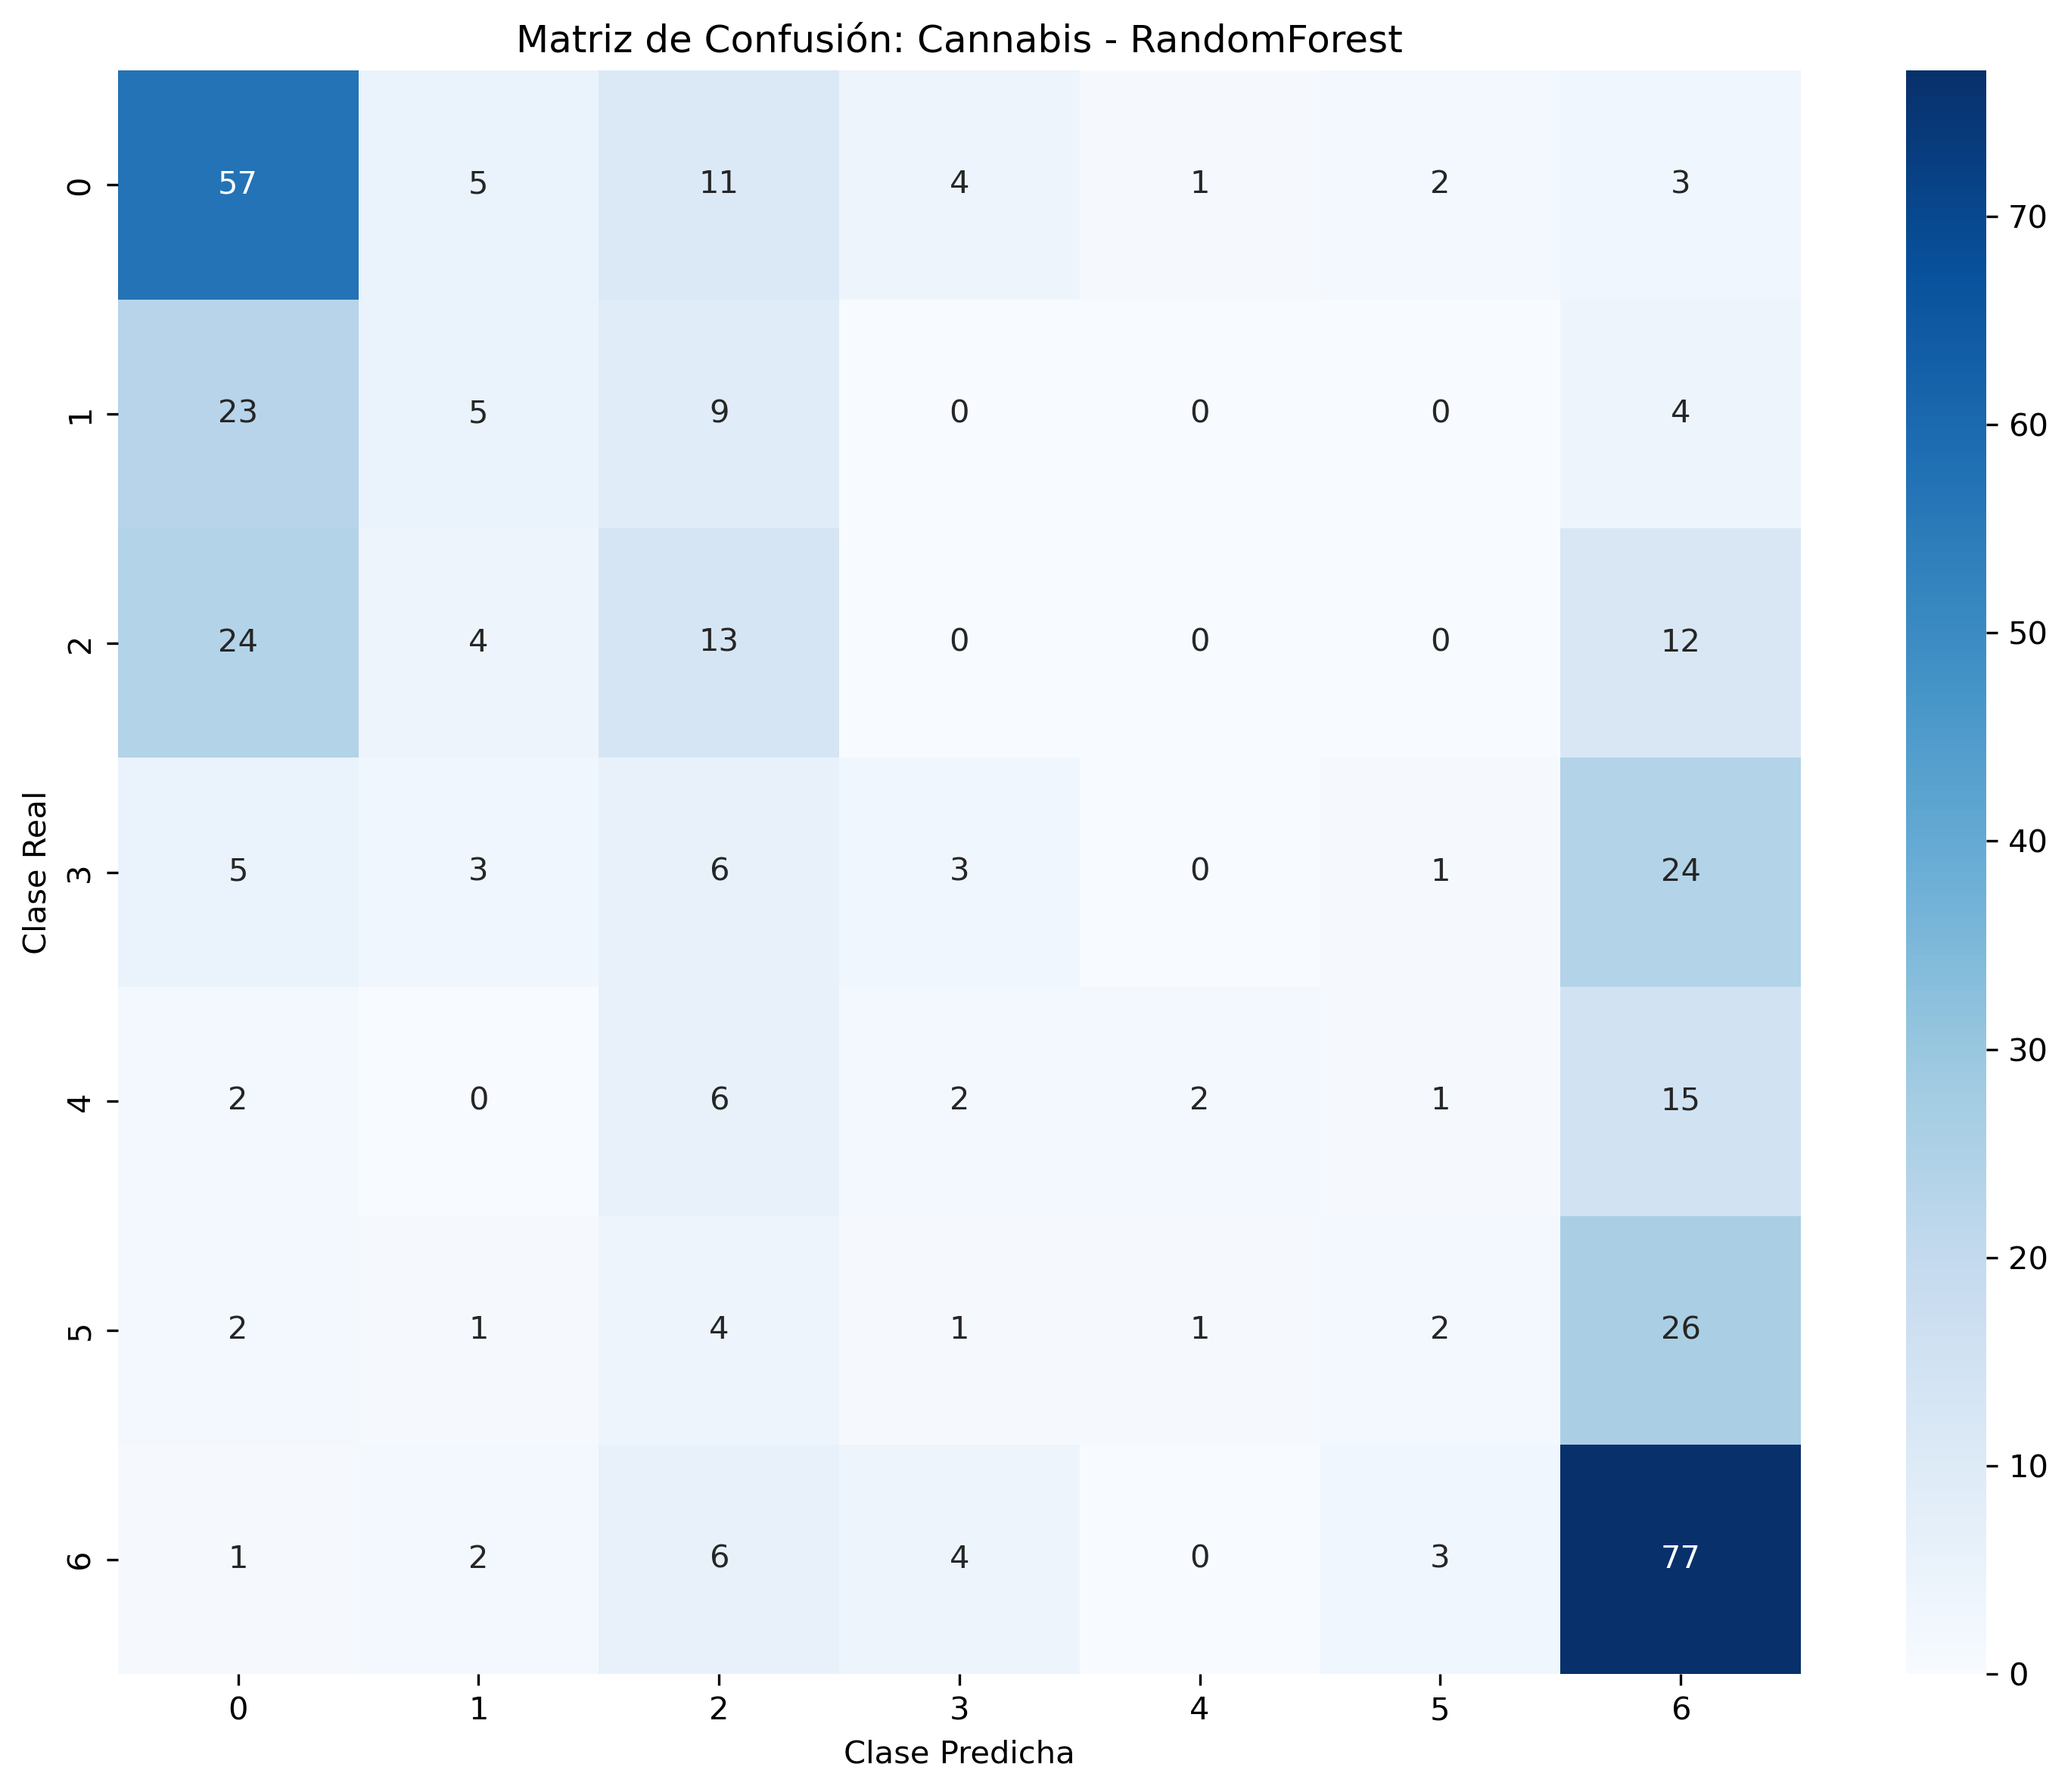 Matriz de Confusión: Cannabis - RandomForest
0 57 5 11 4 1 2 3
1 23 5 9 0 0 0 4
2 24 4 13 0 0 0 12
3 5 3 6 3 0 1 24
4 2 0 6 2 2 1 15
5 2 1 4 1 1 2 26
6 1 2 6 4 0 3 77
0 1 2 3 4 5 6
Clase Predicha
Clase Real
70
60
50
40
30
20
10
0